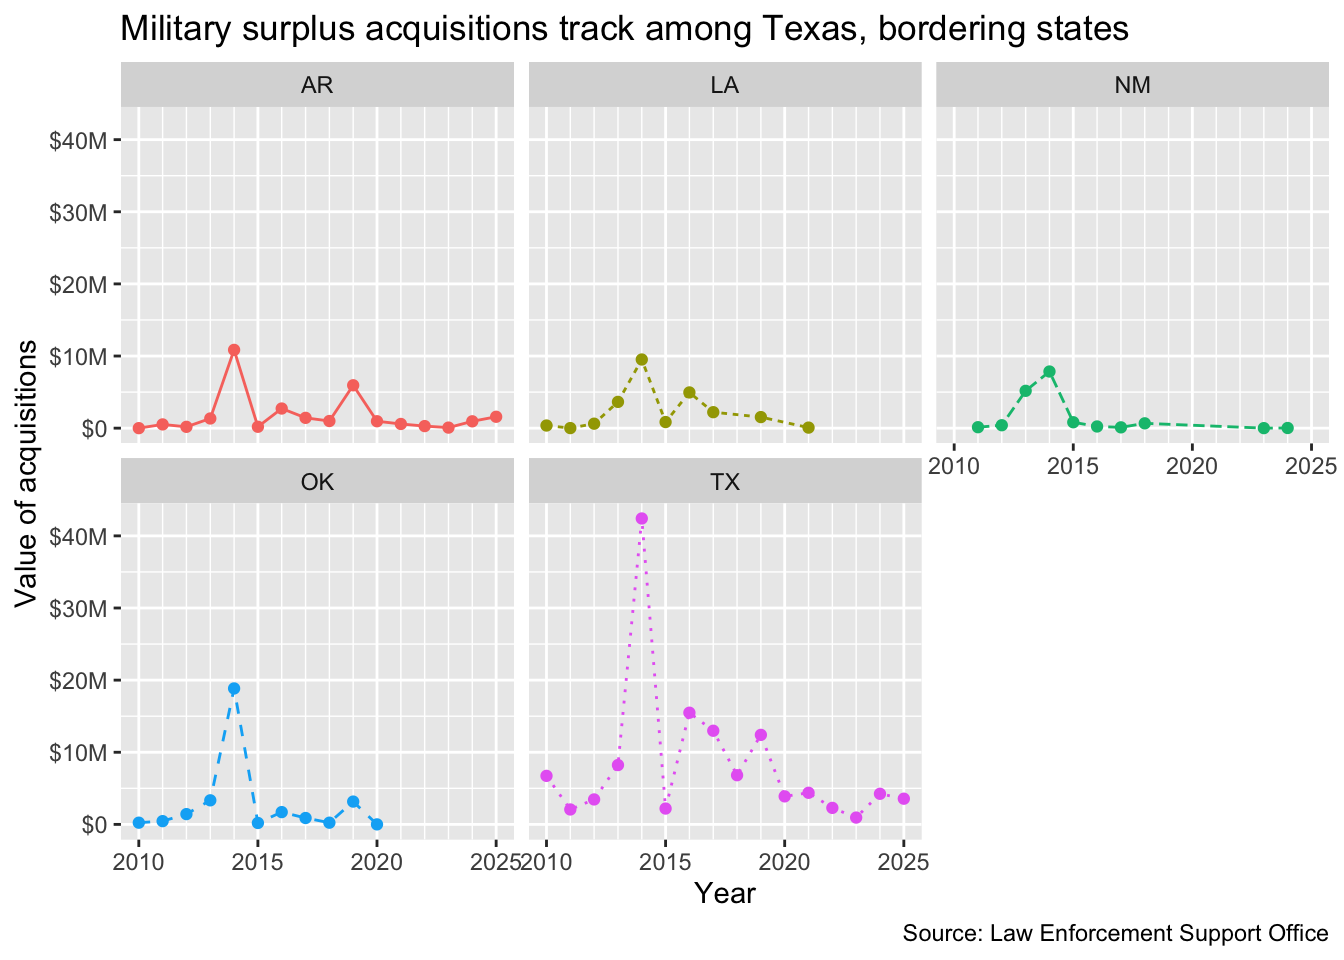 Military surplus acquisitions track among Texas, bordering states
AR LA NM
$40M
$30M
$20M
$10M
$0
2010 2015 2020 2025
OK TX
$40M
$30M
$20M
$10M
$0
2010 2015 2020 2025 2010 2015 2020 2025
Value of acquisitions
Year
Source: Law Enforcement Support Office